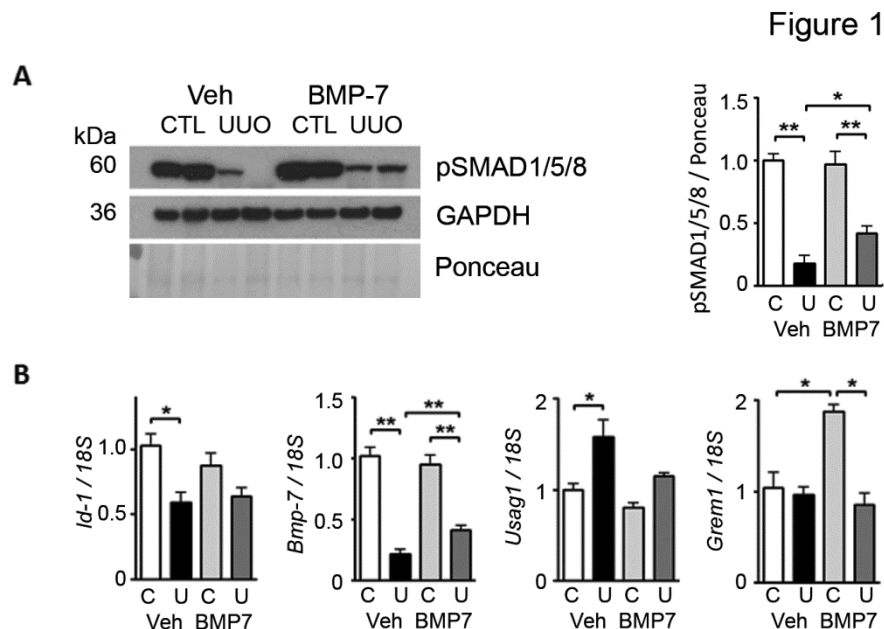 Figure 1
A
Veh BMP-7
CTL UUO CTL UUO
kDa
60 pSMAD1/5/8
36 GAPDH
Ponceau
pSMAD1/5/8 / Ponceau
1.5
1.0
0.5
0
** * **
C U C U
Veh BMP7
B
Id-1 / 18S
1.0
0.5
0
*
C U C U
Veh BMP7
Bmp-7 / 18S
1.5
1.0
0.5
0
** ** **
C U C U
Veh BMP7
Usag1 / 18S
2
1
0
*
C U C U
Veh BMP7
Grem1 / 18S
2
1
0
* *
C U C U
Veh BMP7